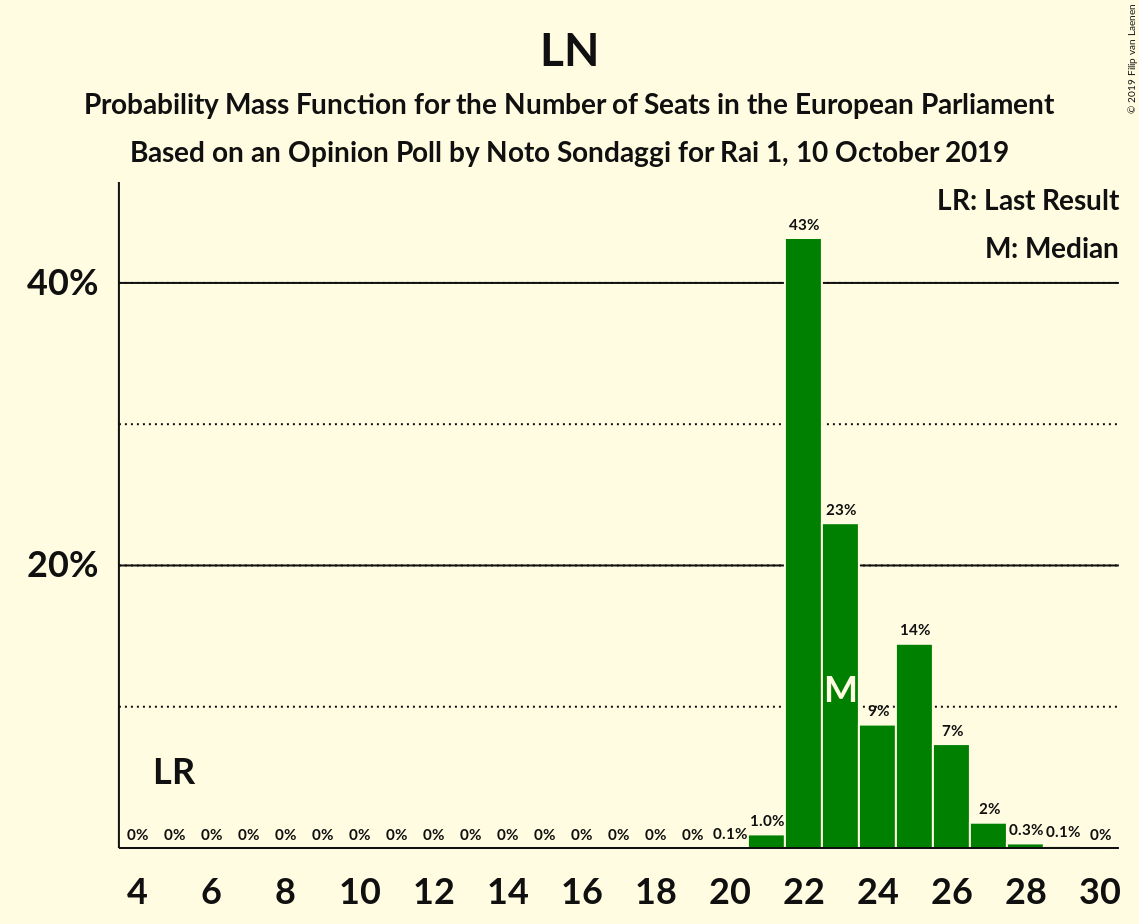 LN
Probability Mass Function for the Number of Seats in the European Parliament
Based on an Opinion Poll by Noto Sondaggi for Rai 1, 10 October 2019
© 2019 Filip van Laenen
LR: Last Result
M: Median
43%
40%
23%
20%
14%
M
9%
7%
LR
2%
1.0%
0% 0% 0% 0% 0% 0% 0% 0% 0% 0% 0% 0% 0% 0% 0% 0% 0.1% 0.3% 0.1% 0%
4 6 8 10 12 14 16 18 20 22 24 26 28 30